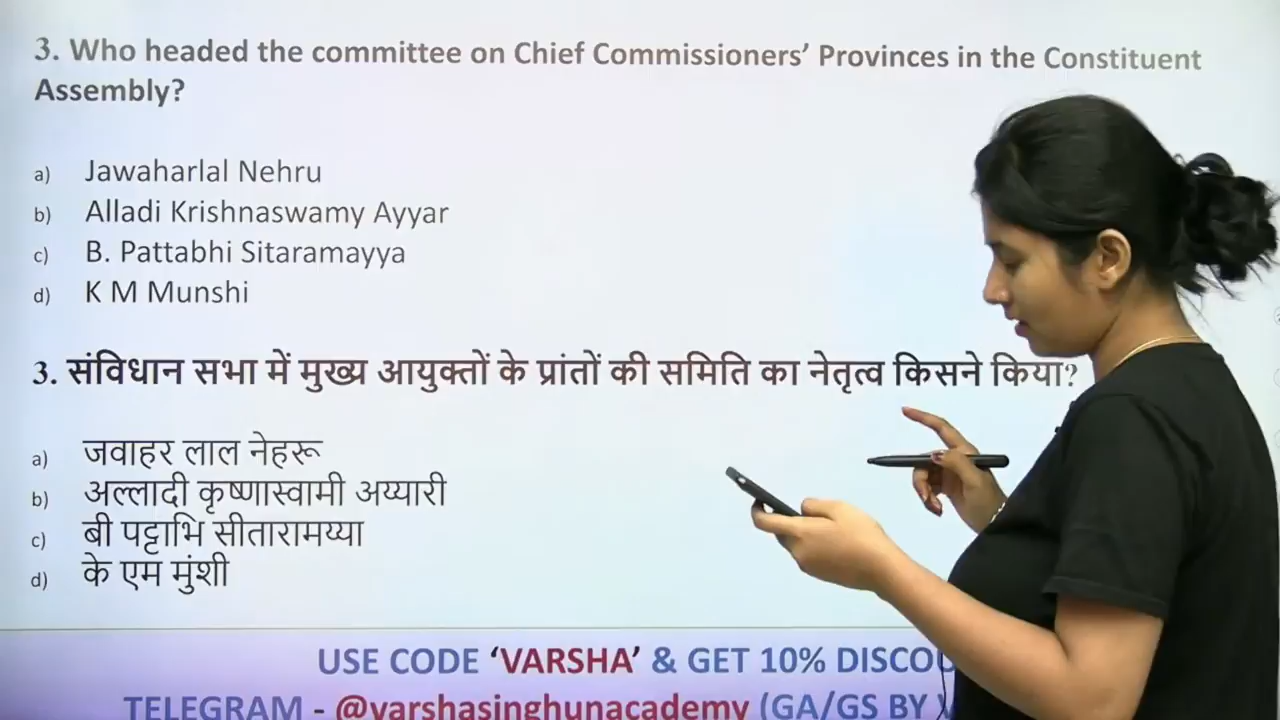 3. Who headed the committee on Chief Commissioners’ Provinces in the Constituent
Assembly?
a) Jawaharlal Nehru
b) Alladi Krishnaswamy Ayyar
c) B. Pattabhi Sitaramayya
d) K M Munshi
3. संविधान सभा में मुख्य आयुक्तों के प्रांतों की समिति का नेतृत्व किसने किया?
a) जवाहर लाल नेहरू
b) अल्लादी कृष्णास्वामी अय्यारी
c) बी पट्टाभि सीतारामय्या
d) के एम मुंशी
USE CODE ‘VARSHA’ & GET 10%
TELEGRAM - @varshasinghunacademy (GA/GS BY